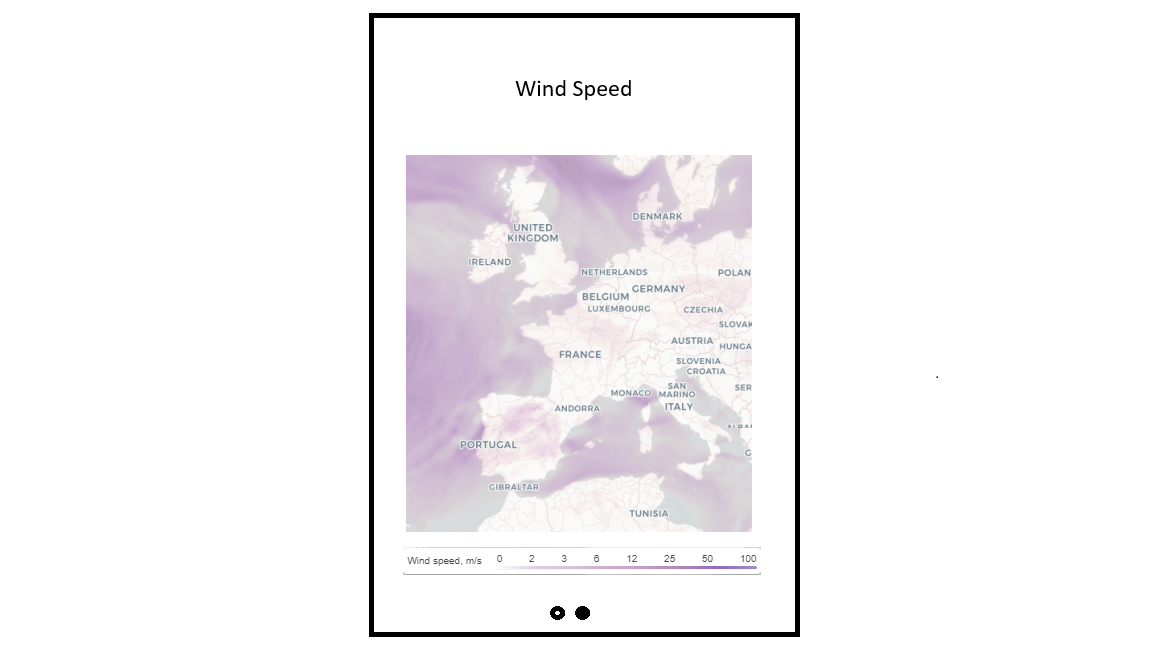 Wind Speed
DENMARK
UNITED
KINGDOM
IRELAND
NETHERLANDS
POLAN
GERMANY
BELGIUM
LUXEMBOURG
CZECHIA
SLOVAK
AUSTRIA
HUNGA
FRANCE
SLOVENIA
CROATIA
MONACO
SAN
MARINO
SER
ANDORRA
ITALY
ALBAN
PORTUGAL
G
GIBRALTAR
TUNISIA
Wind speed, m/s 0 2 3 6 12 25 50 100